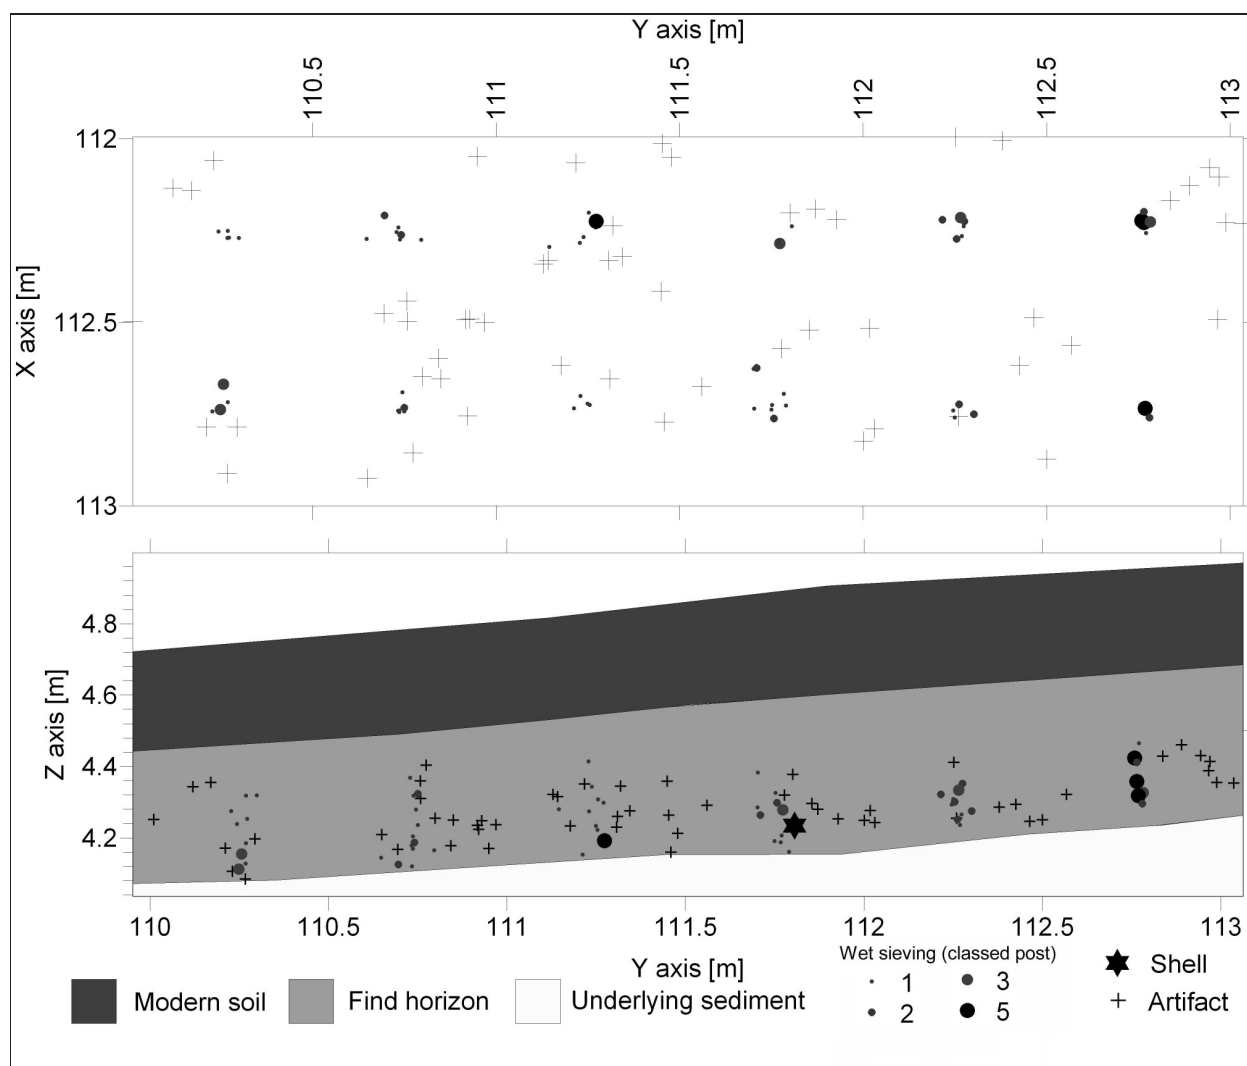 Y axis [m]
110.5 111 111.5 112 112.5 113
112
112.5
113
X axis [m]
4.8
4.6
4.4
4.2
Z axis [m]
110 110.5 111 111.5 112 112.5 113
Y axis [m]
Modern soil
Find horizon
Underlying sediment
Wet sieving (classed post)
1
2
3
5
Shell
Artifact